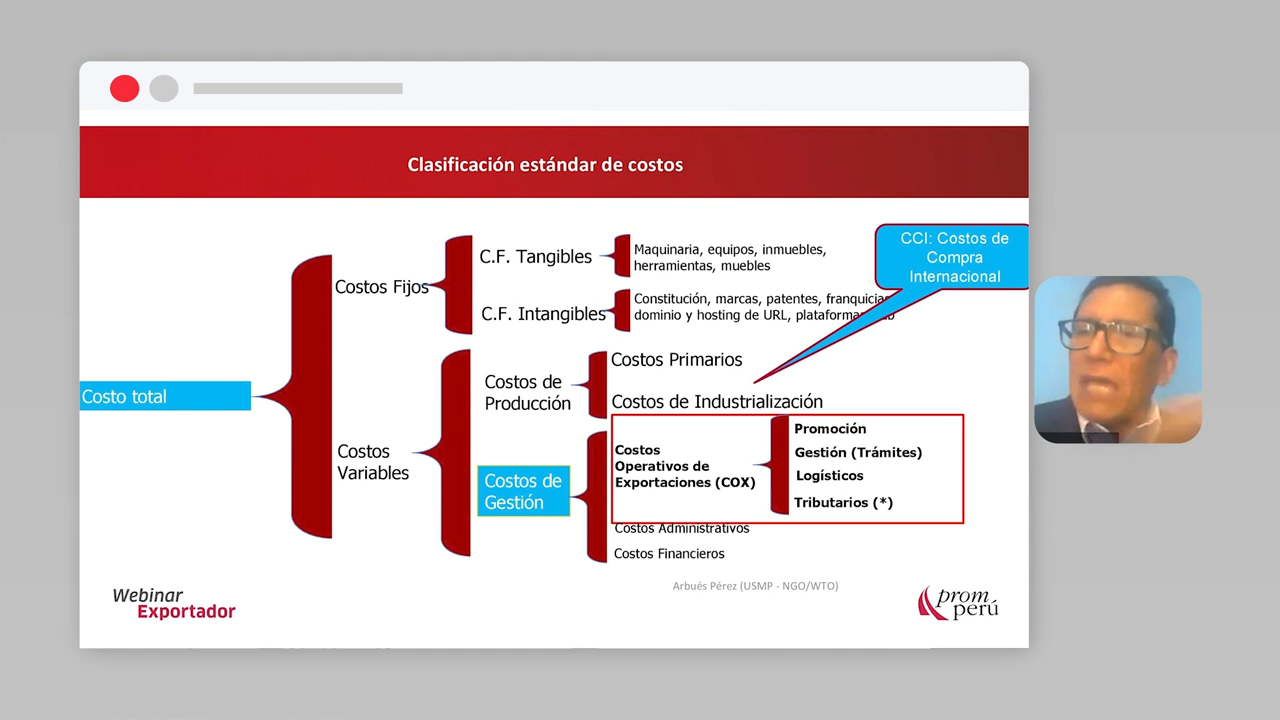 Clasificación estándar de costos
CCI: Costos de
Compra
Internacional
C.F. Tangibles
Maquinaria, equipos, inmuebles,
herramientas, muebles
Costos Fijos
C.F. Intangibles
Constitución, marcas, patentes, franquicias
dominio y hosting de URL,
Costo total
Costos de
Producción
Costos Primarios
Costos de Industrialización
Costos
Variables
Costos de
Gestión
Costos
Operativos de
Exportaciones (COX)
Promoción
Gestión (Trámites)
Logísticos
Tributarios (*)
Costos Administrativos
Costos Financieros
Arbués Pérez (USMP - NGO/WTO)
Webinar
Exportador
prom
perú